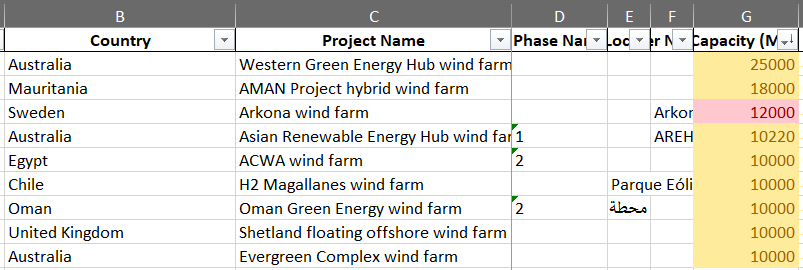 B C D E F G
Country Project Name Phase Nar Loc er N Capacity (M
Australia Western Green Energy Hub wind farm 25000
Mauritania AMAN Project hybrid wind farm 18000
Sweden Arkona wind farm Arkor 12000
Australia Asian Renewable Energy Hub wind far 1 AREH 10220
Egypt ACWA wind farm 2 10000
Chile H2 Magallanes wind farm Parque Eóli 10000
Oman Oman Green Energy wind farm 2 محطة 10000
United Kingdom Shetland floating offshore wind farm 10000
Australia Evergreen Complex wind farm 10000